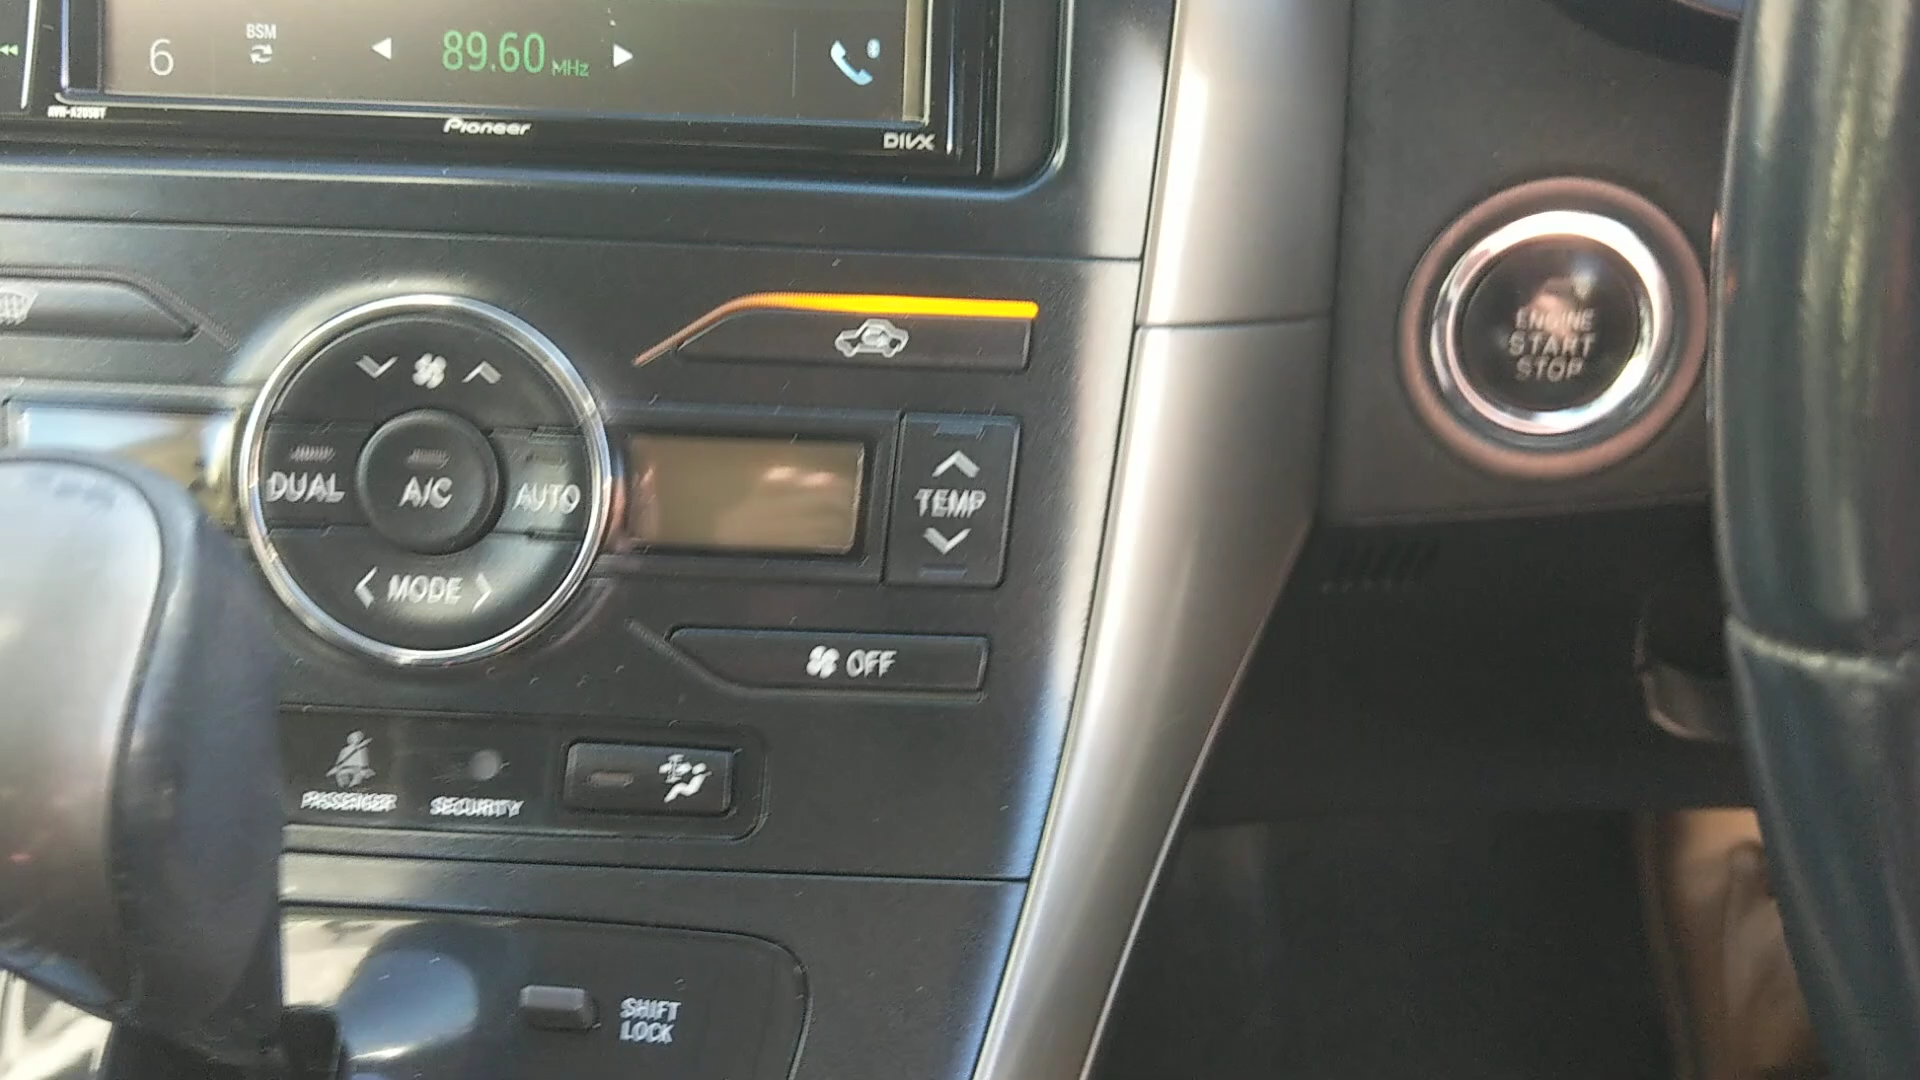 BSM
6
89.60 MHz
Pioneer
DIVX
ENGINE
START
STOP
DUAL
A/C
AUTO
TEMP
MODE
OFF
PASSENGER
SECURITY
SHIFT
LOCK